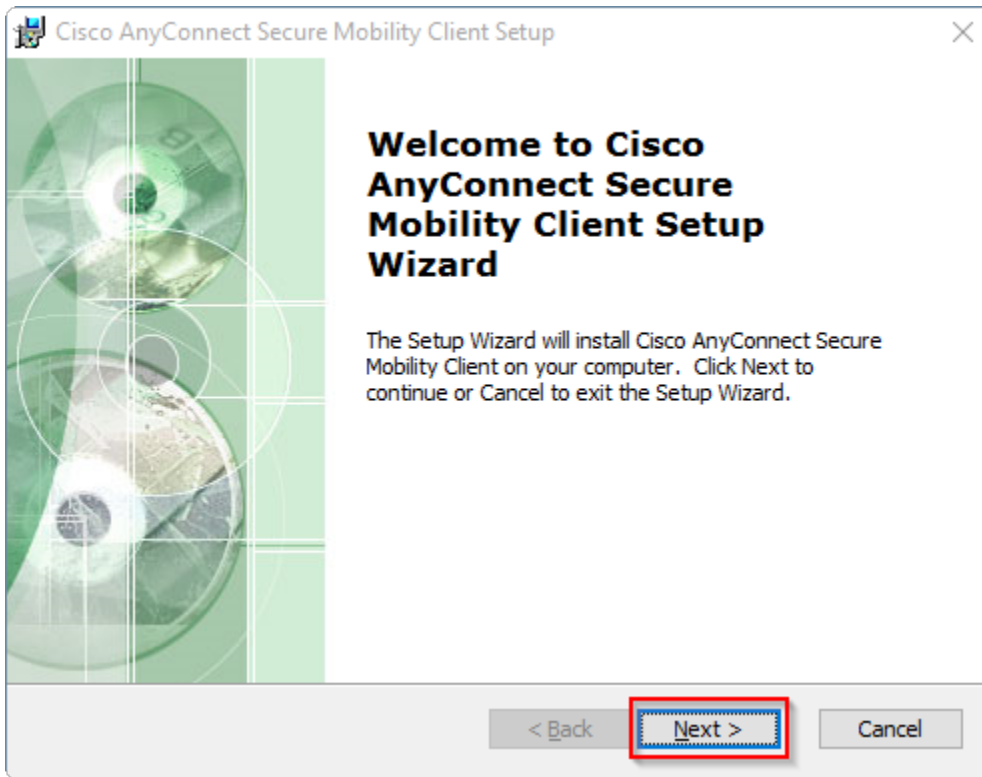 Cisco AnyConnect Secure Mobility Client Setup
Welcome to Cisco
AnyConnect Secure
Mobility Client Setup
Wizard
The Setup Wizard will install Cisco AnyConnect Secure
Mobility Client on your computer.  Click Next to
continue or Cancel to exit the Setup Wizard.
< Back Next > Cancel